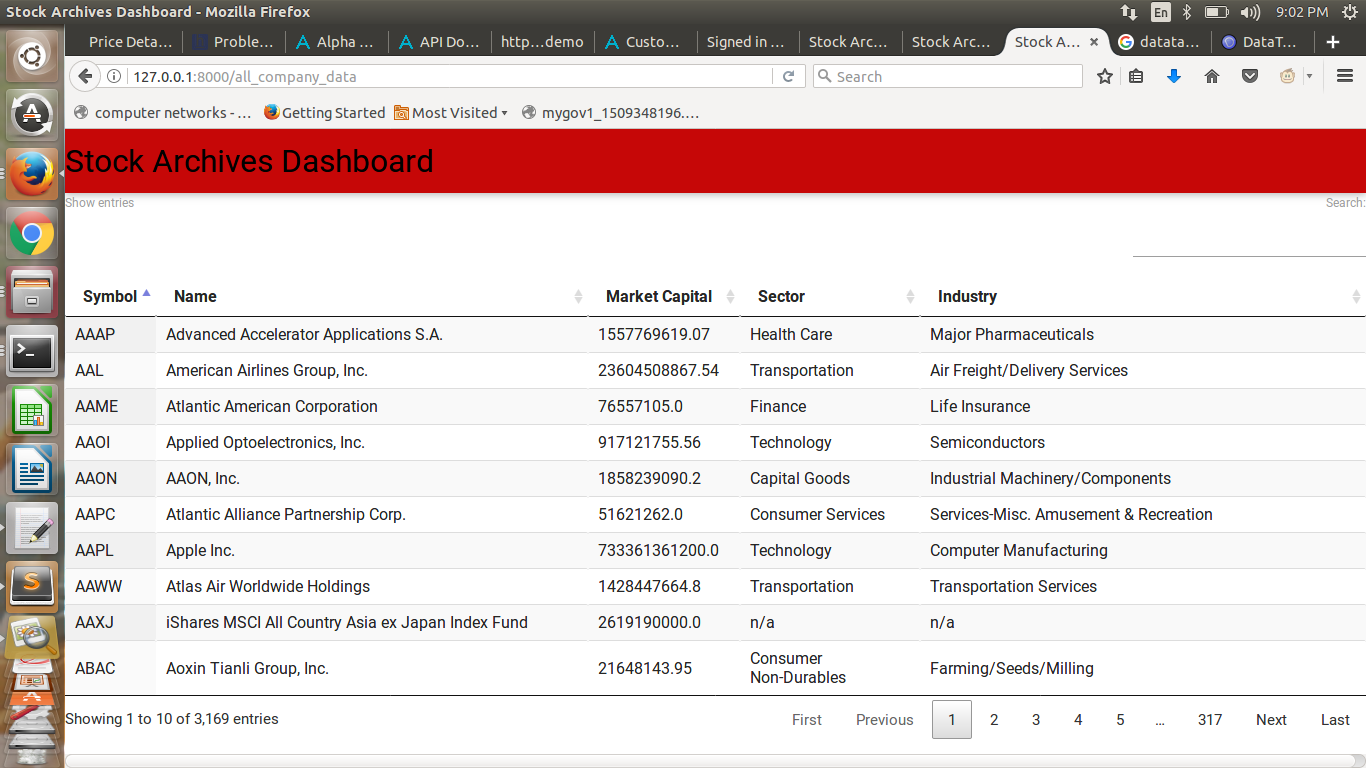 Stock Archives Dashboard - Mozilla Firefox En 9:02 PM
Price Deta... Proble... Alpha ... API Do... http...demo Custo... Signed in ... Stock Arc... Stock Arc... Stock A... datata... DataT...
127.0.0.1:8000/all_company_data Search
computer networks - ... Getting Started Most Visited mygov1_1509348196....
Stock Archives Dashboard
Show entries Search:
Symbol Name Market Capital Sector Industry
AAAP Advanced Accelerator Applications S.A. 1557769619.07 Health Care Major Pharmaceuticals
AAL American Airlines Group, Inc. 23604508867.54 Transportation Air Freight/Delivery Services
AAME Atlantic American Corporation 76557105.0 Finance Life Insurance
AAOI Applied Optoelectronics, Inc. 917121755.56 Technology Semiconductors
AAON AAON, Inc. 1858239090.2 Capital Goods Industrial Machinery/Components
AAPC Atlantic Alliance Partnership Corp. 51621262.0 Consumer Services Services-Misc. Amusement & Recreation
AAPL Apple Inc. 733361361200.0 Technology Computer Manufacturing
AAWW Atlas Air Worldwide Holdings 1428447664.8 Transportation Transportation Services
AAXJ iShares MSCI All Country Asia ex Japan Index Fund 2619190000.0 n/a n/a
ABAC Aoxin Tianli Group, Inc. 21648143.95 Consumer Non-Durables Farming/Seeds/Milling
Showing 1 to 10 of 3,169 entries First Previous 1 2 3 4 5 ... 317 Next Last